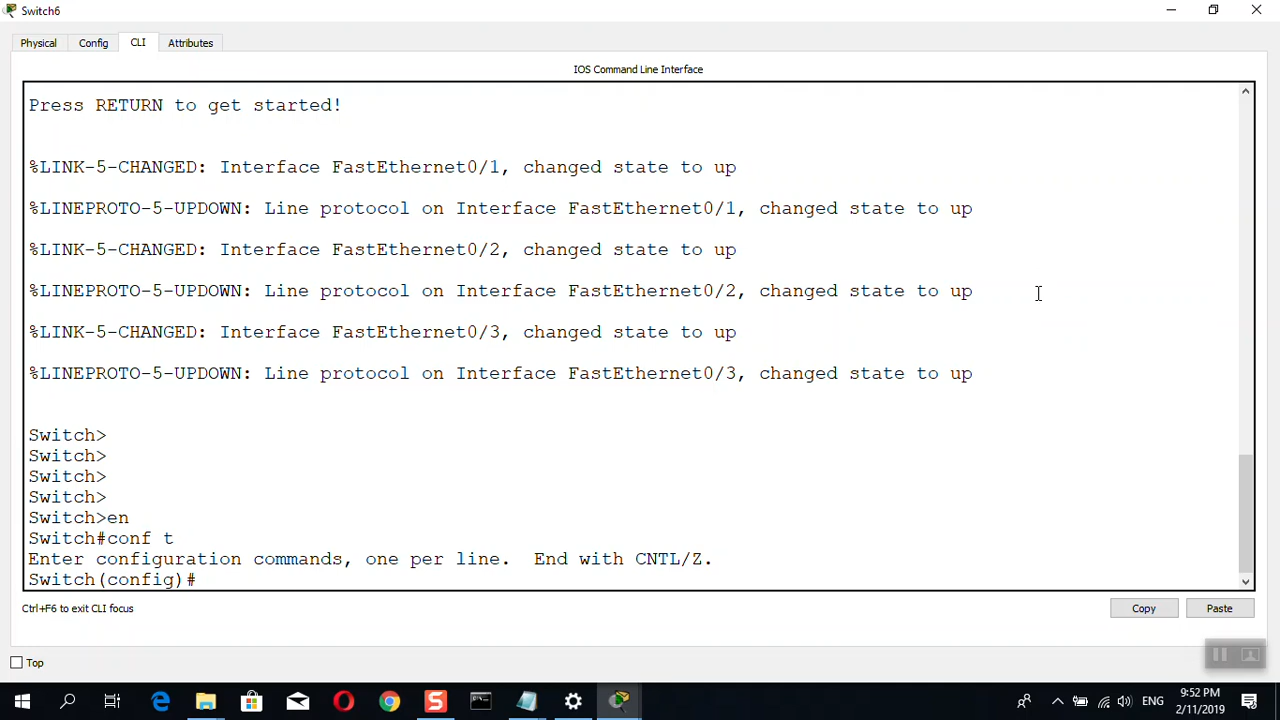 Switch6
Physical
Config
CLI
Attributes
IOS Command Line Interface
Press RETURN to get started!
%LINK-5-CHANGED: Interface FastEthernet0/1, changed state to up
%LINEPROTO-5-UPDOWN: Line protocol on Interface FastEthernet0/1, changed state to up
%LINK-5-CHANGED: Interface FastEthernet0/2, changed state to up
%LINEPROTO-5-UPDOWN: Line protocol on Interface FastEthernet0/2, changed state to up
%LINK-5-CHANGED: Interface FastEthernet0/3, changed state to up
%LINEPROTO-5-UPDOWN: Line protocol on Interface FastEthernet0/3, changed state to up
Switch>
Switch>
Switch>
Switch>
Switch>en
Switch#conf t
Enter configuration commands, one per line.  End with CNTL/Z.
Switch(config)#
Ctrl+F6 to exit CLI focus
Copy
Paste
Top
ENG
9:52 PM
2/11/2019